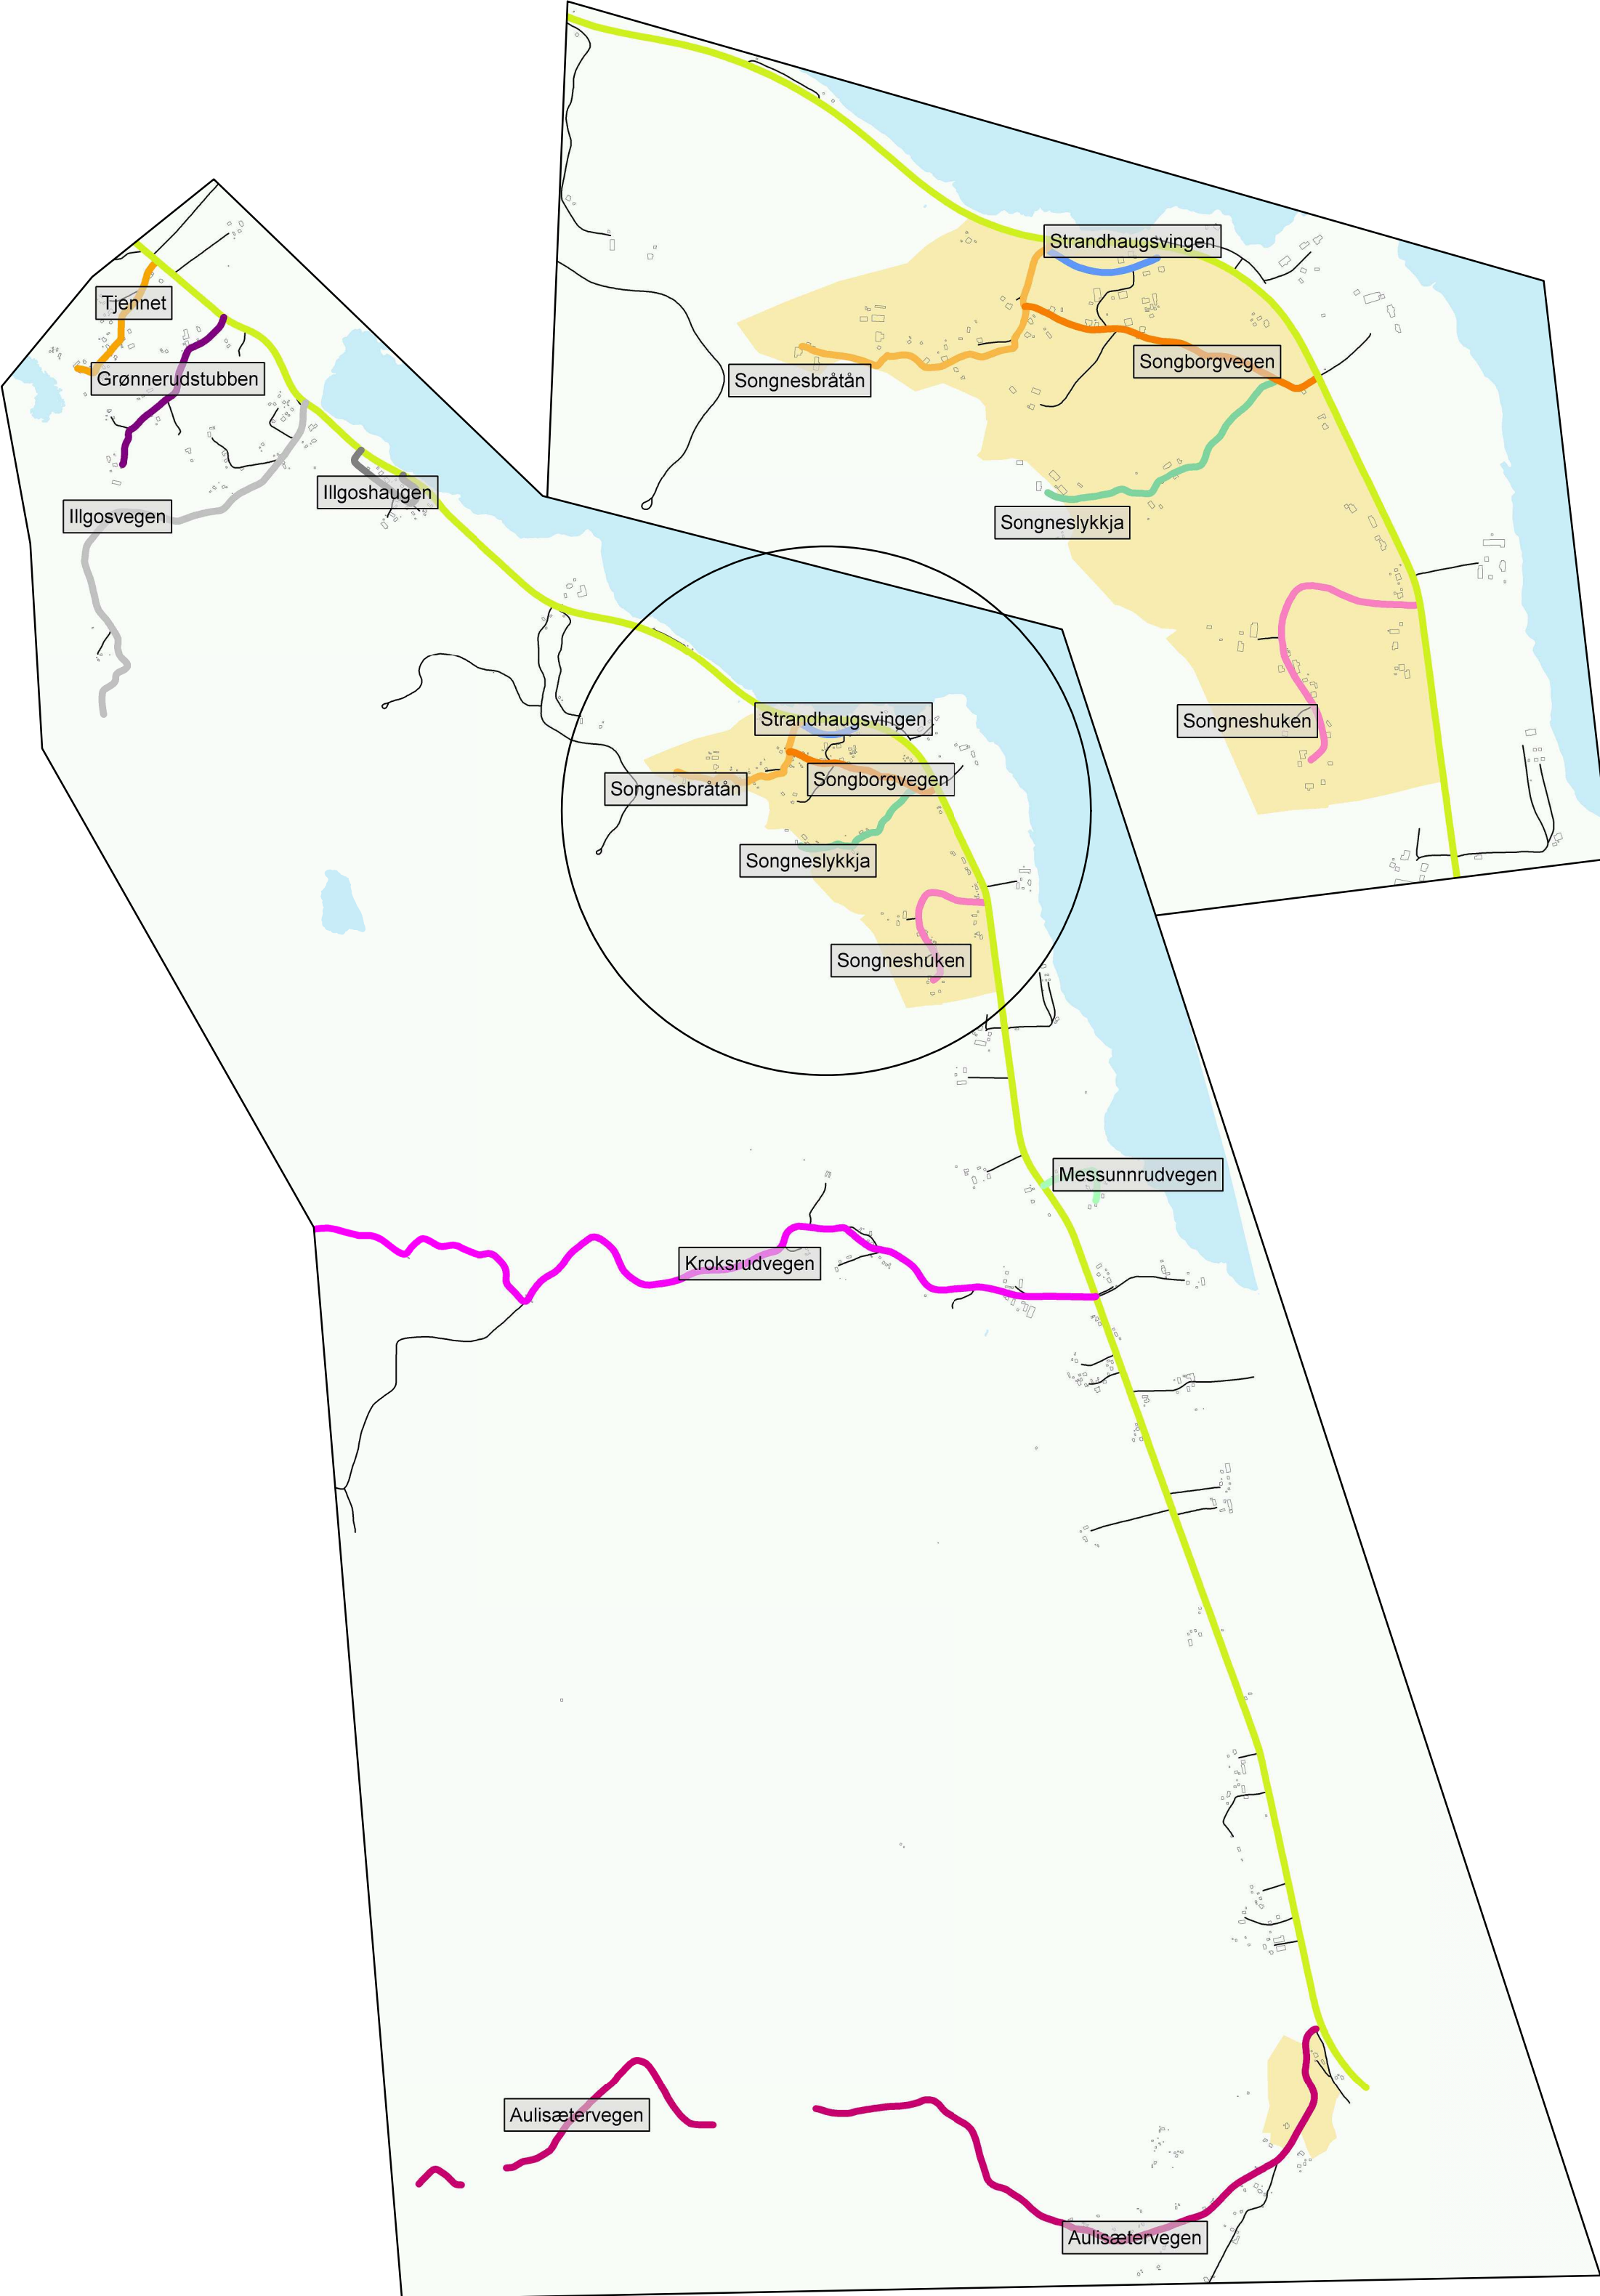 Strandhaugsvingen
Songborgvegen
Songnesbråtån
Songneslykkja
Songneshuken
Tjennet
Grønnerudstubben
Illgoshaugen
Illgosvegen
Strandhaugsvingen
Songborgvegen
Songnesbråtån
Songneslykkja
Songneshuken
Messunnrudvegen
Kroksrudvegen
Aulisætervegen
Aulisætervegen